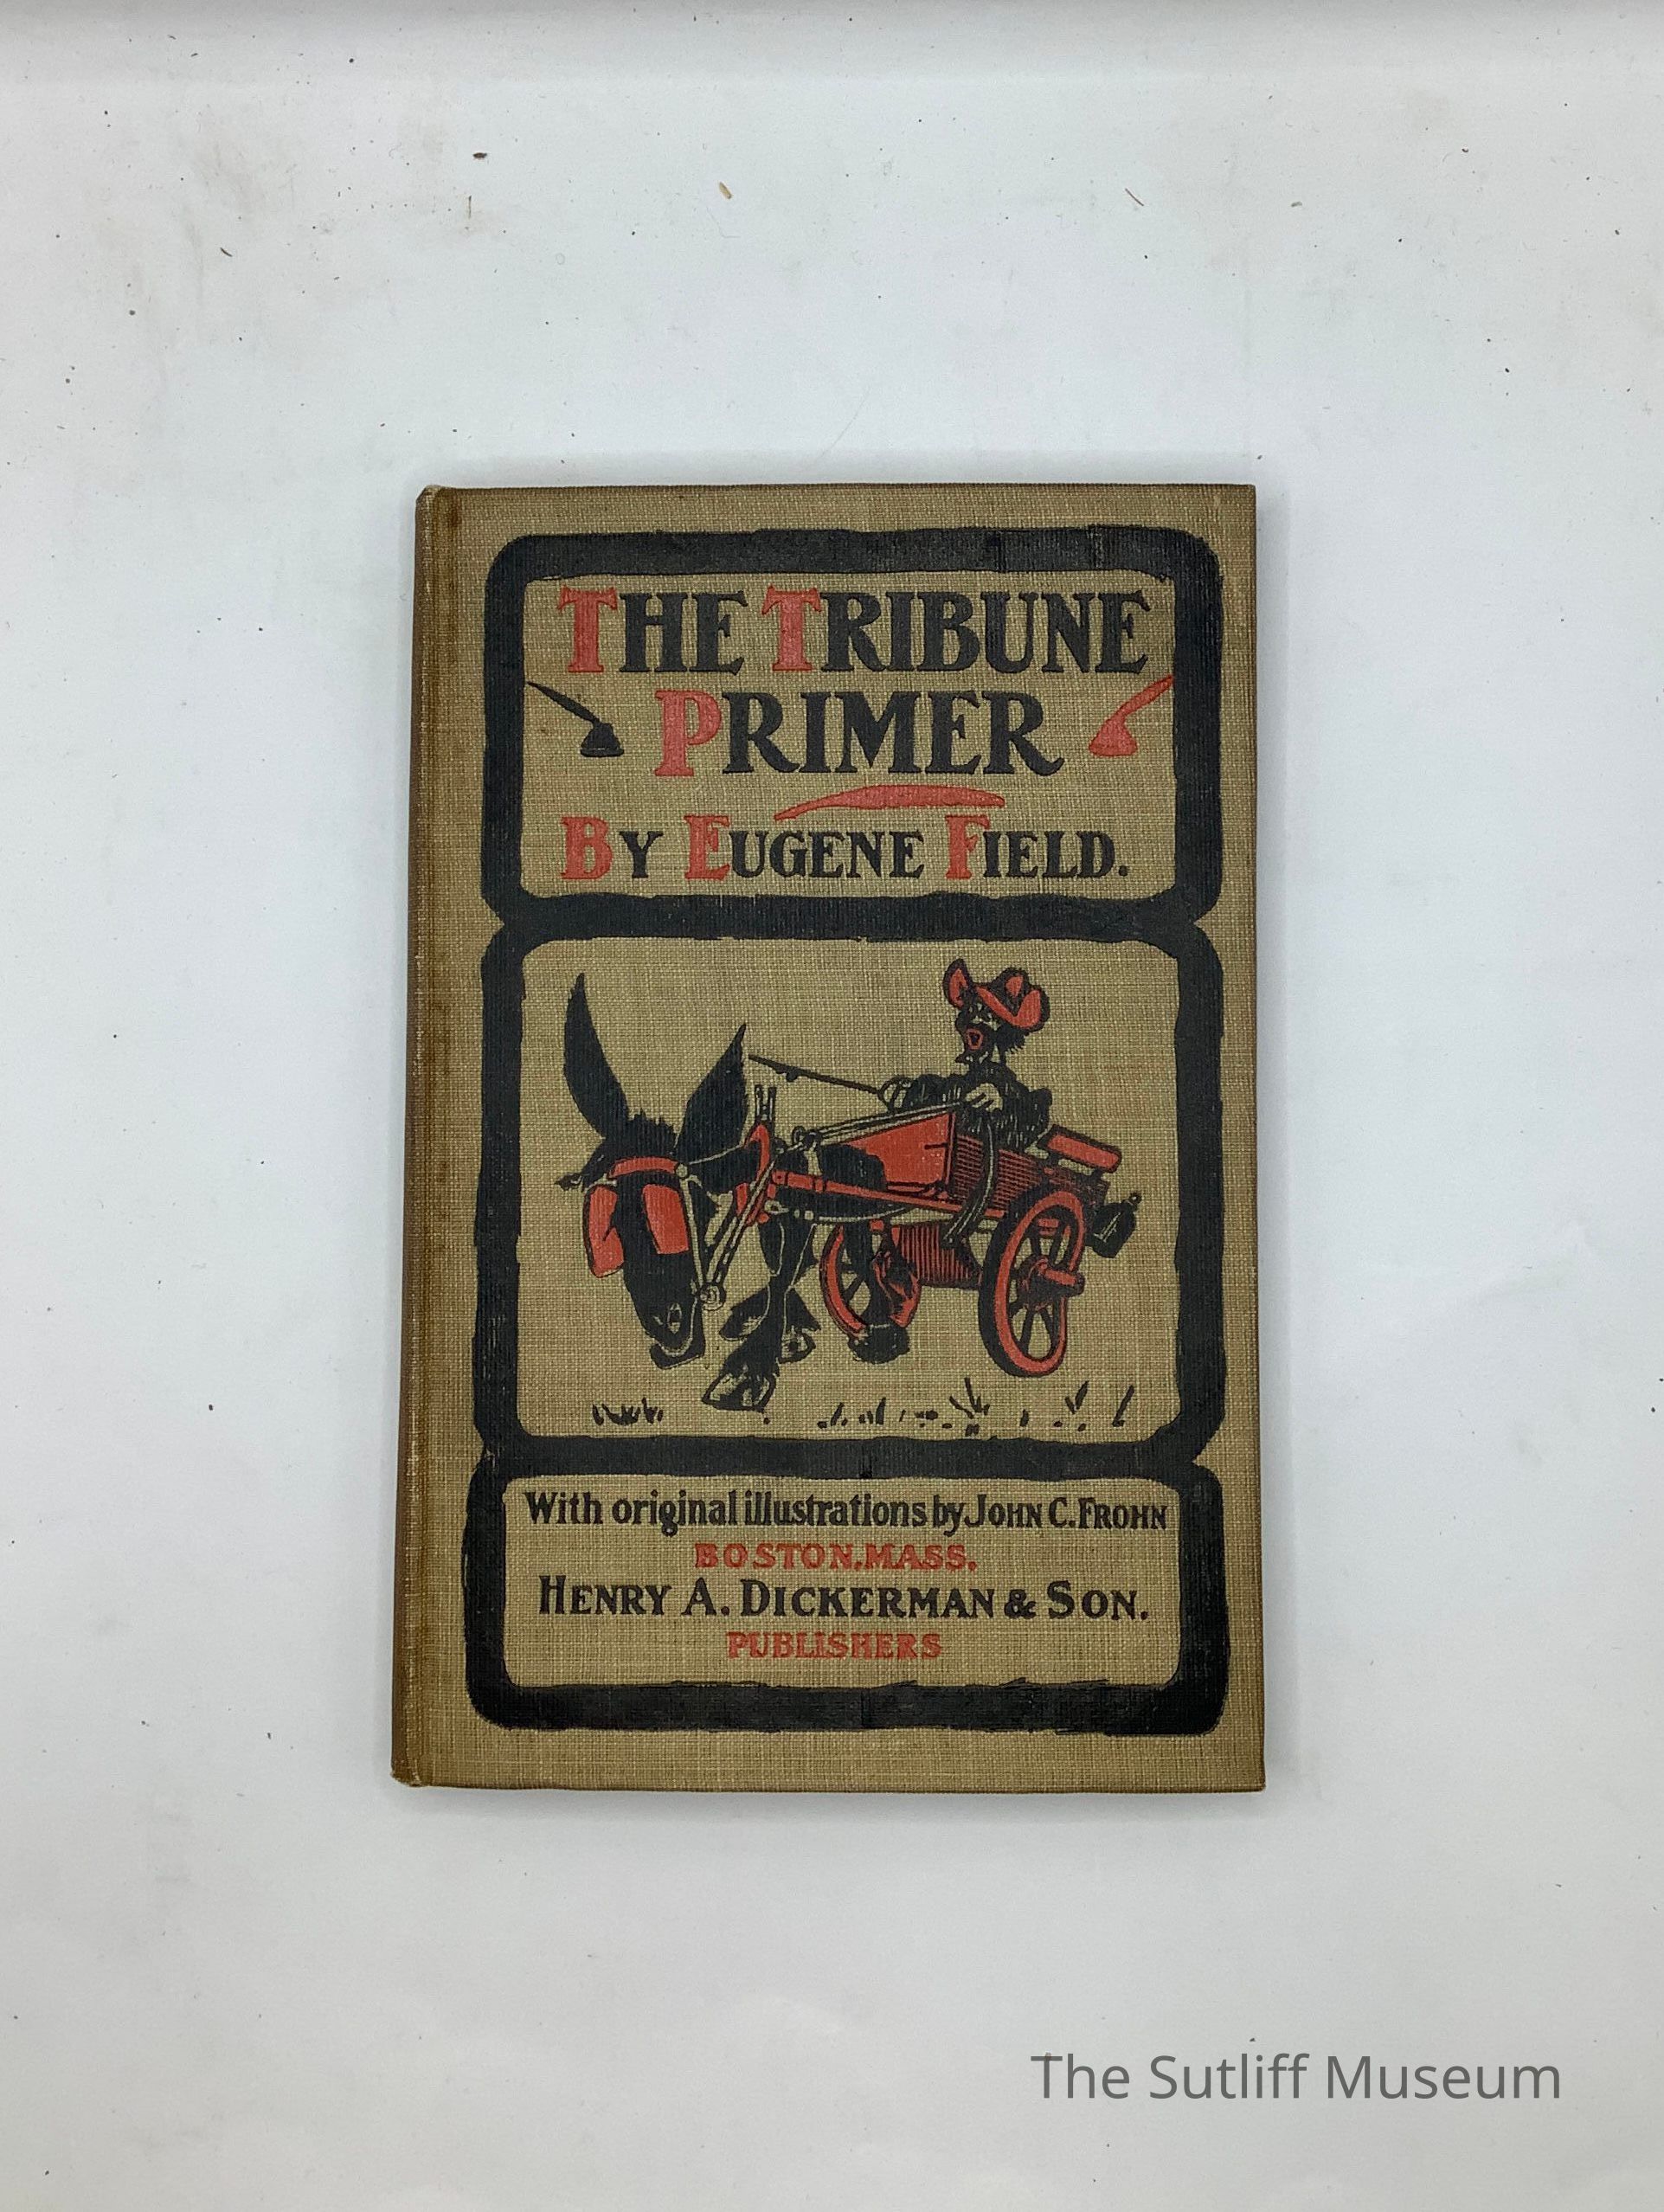 THE TRIBUNE
PRIMER
BY EUGENE FIELD.
With original illustrations by JOHN C. FROHN
BOSTON, MASS.
HENRY A. DICKERMAN & SON.
PUBLISHERS
The Sutliff Museum